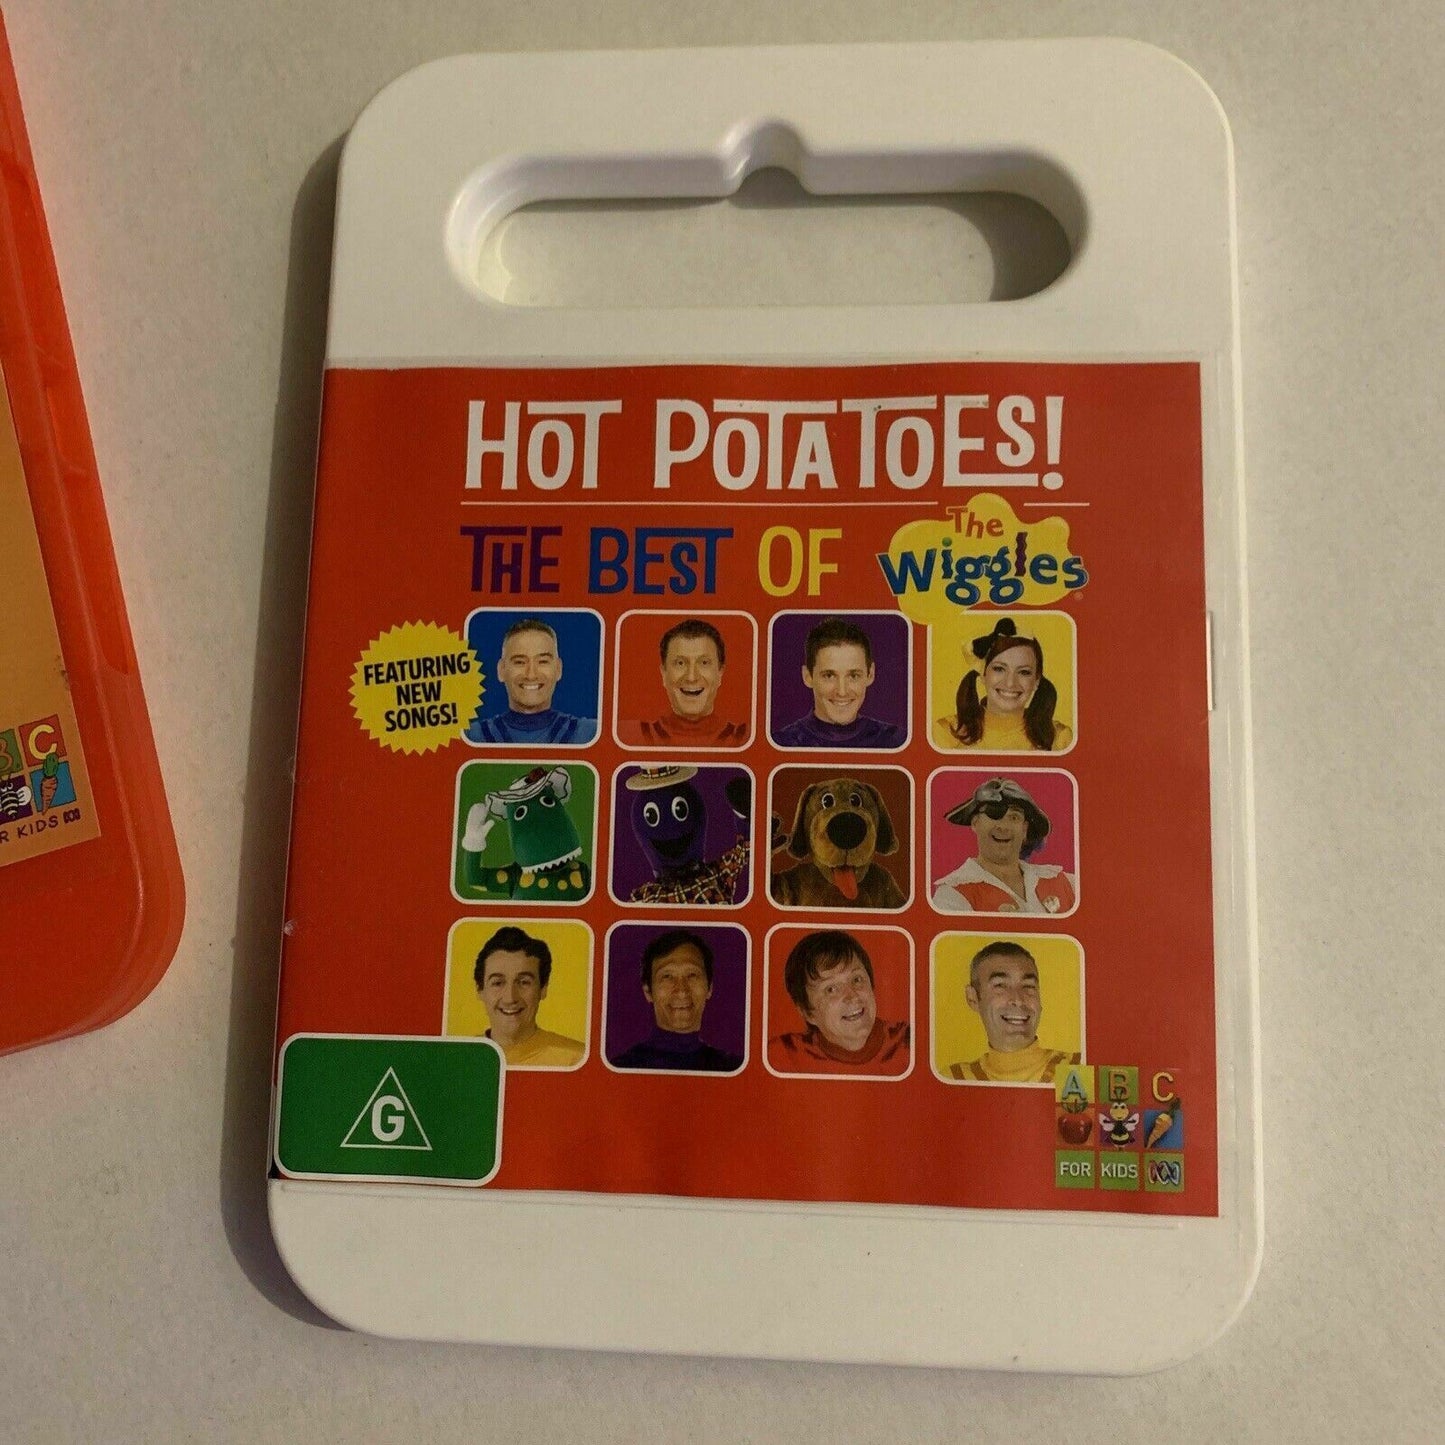 HOT POTATOES!
THE BEST OF The Wiggles
FEATURING
NEW
SONGS!
G
A B C
FOR KIDS
B C
R KIDS